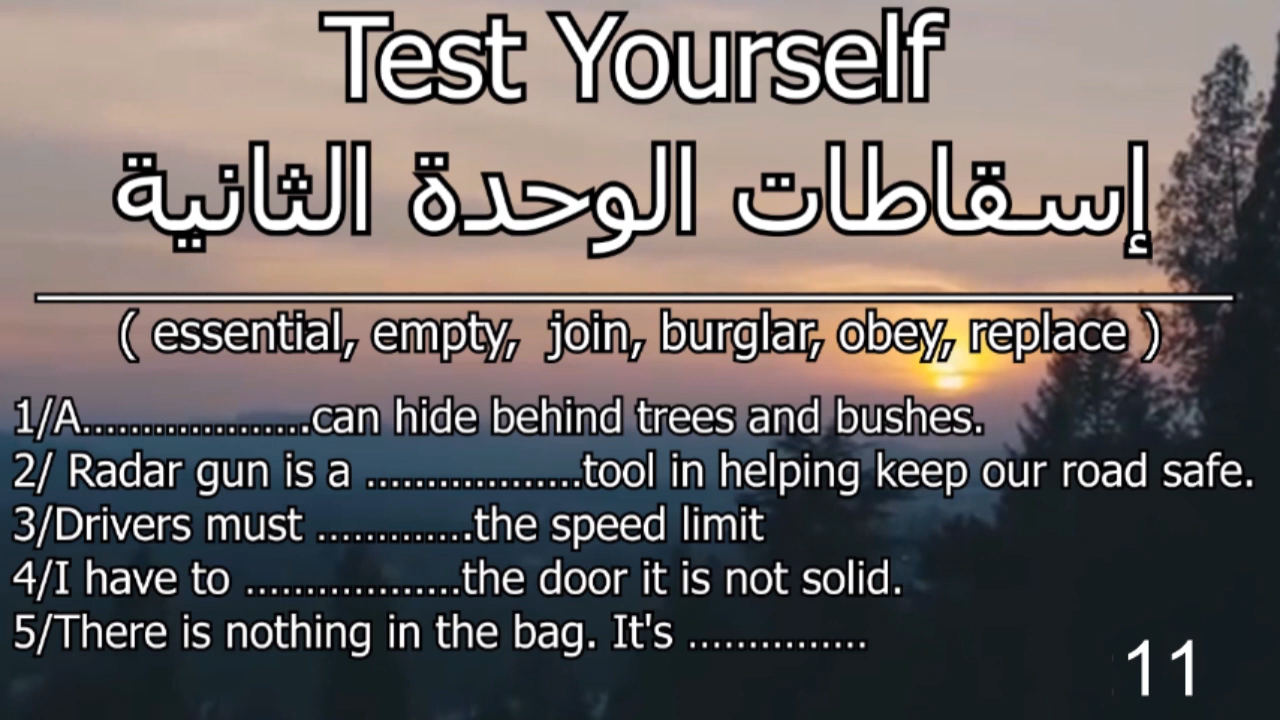 Test Yourself
إسقاطات الوحدة الثانية
( essential, empty,  join, burglar, obey, replace )
1/A...................can hide behind trees and bushes.
2/ Radar gun is a ..................tool in helping keep our road safe.
3/Drivers must .............the speed limit
4/I have to ..................the door it is not solid.
5/There is nothing in the bag. It's ...............
11